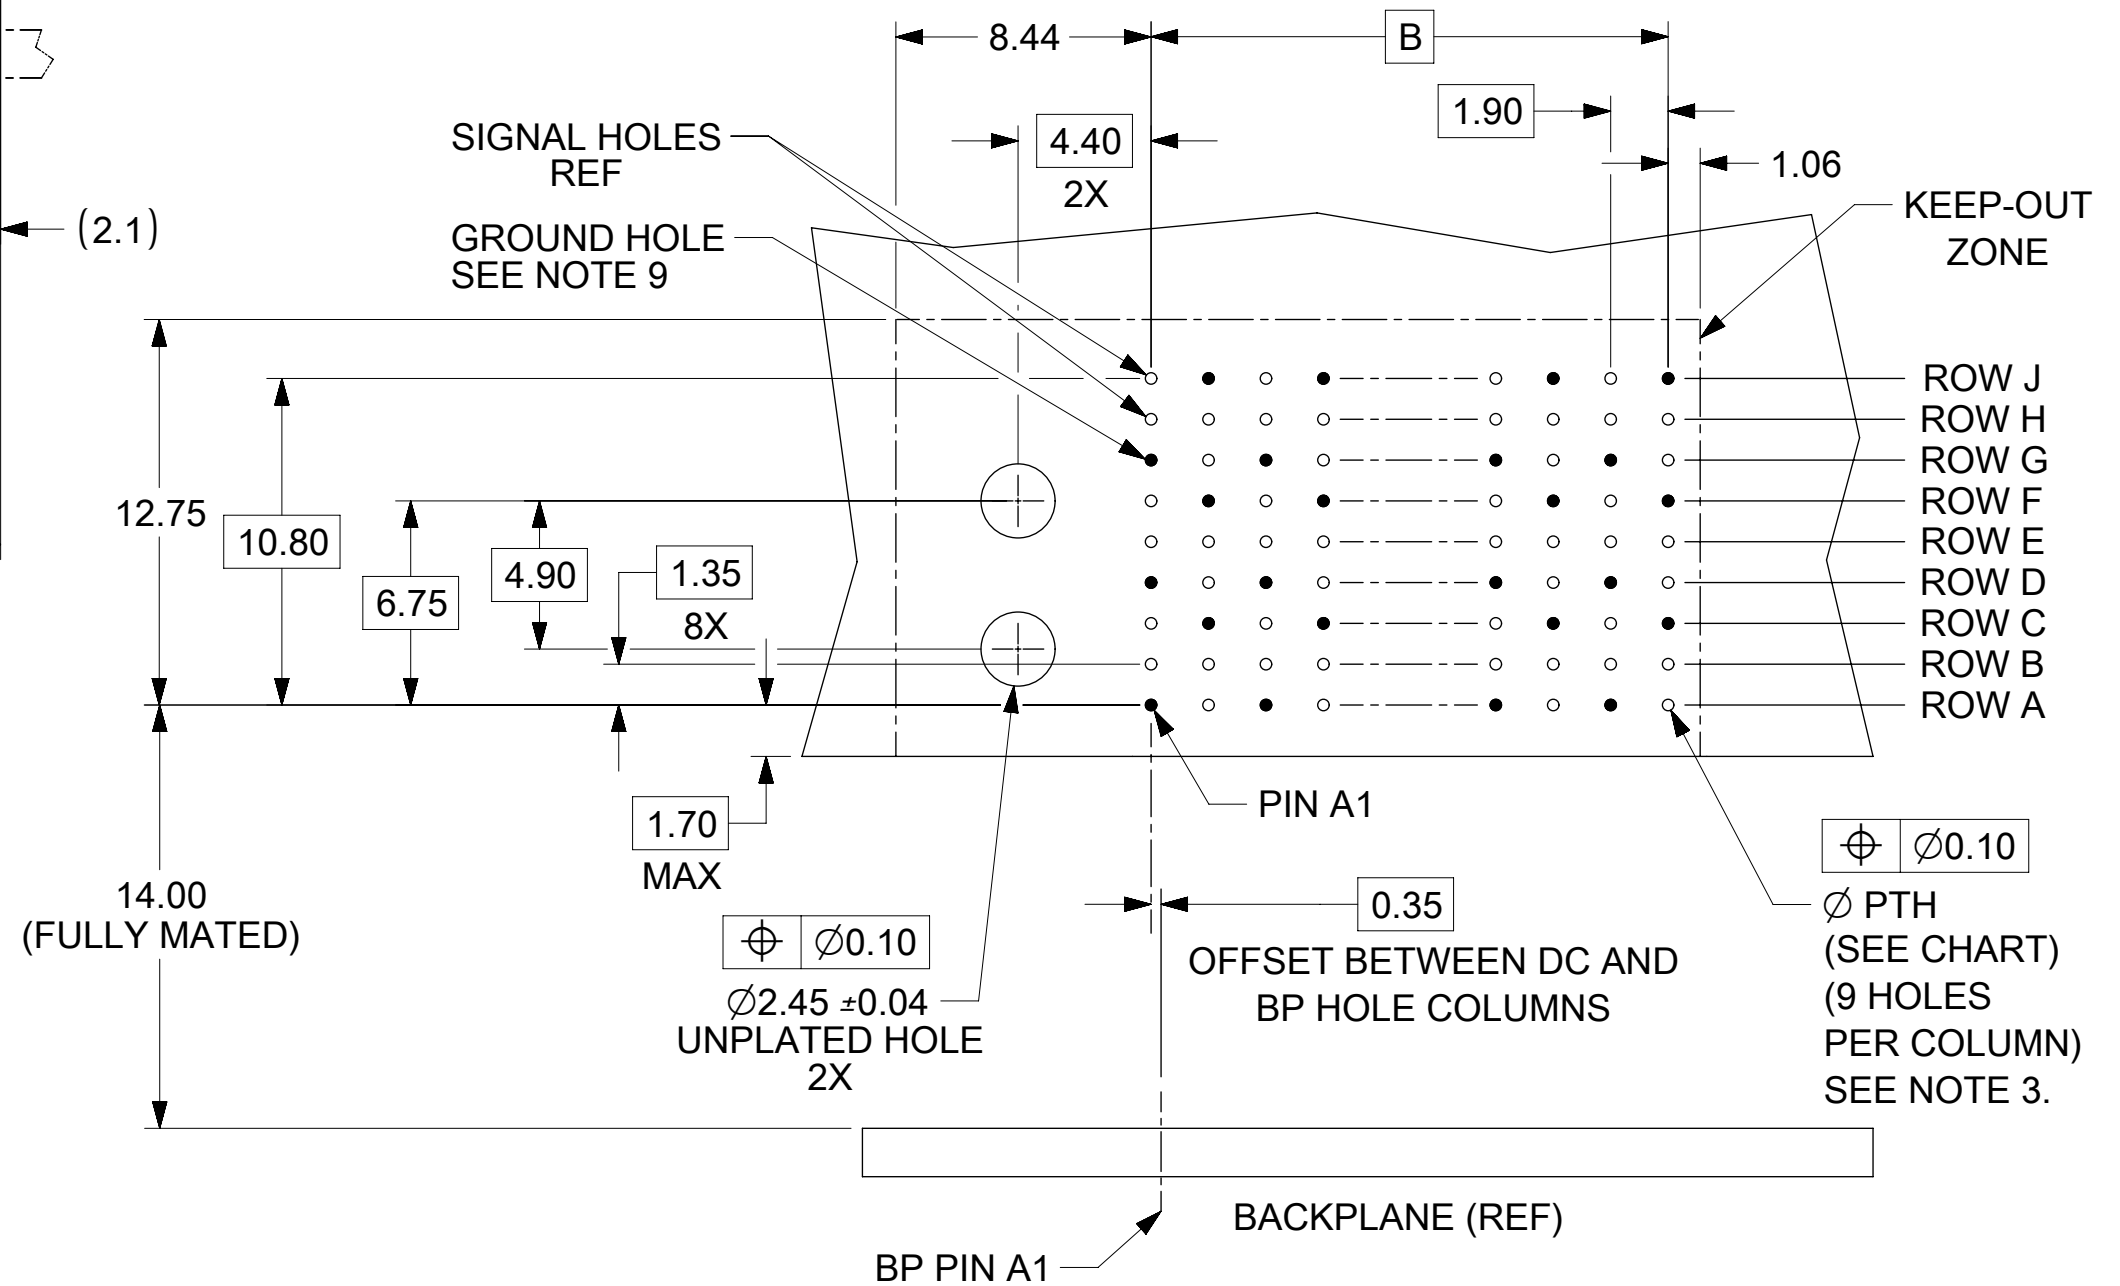 8.44
B
1.90
SIGNAL HOLES
REF
4.40
2X
1.06
KEEP-OUT
ZONE
(2.1)
GROUND HOLE
SEE NOTE 9
ROW J
ROW H
ROW G
ROW F
ROW E
ROW D
ROW C
ROW B
ROW A
12.75
10.80
6.75
4.90
1.35
8X
1.70
MAX
PIN A1
14.00
(FULLY MATED)
⌖ ∅0.10
∅2.45 ±0.04
UNPLATED HOLE
2X
0.35
OFFSET BETWEEN DC AND
BP HOLE COLUMNS
⌖ ∅0.10
∅ PTH
(SEE CHART)
(9 HOLES
PER COLUMN)
SEE NOTE 3.
BACKPLANE (REF)
BP PIN A1